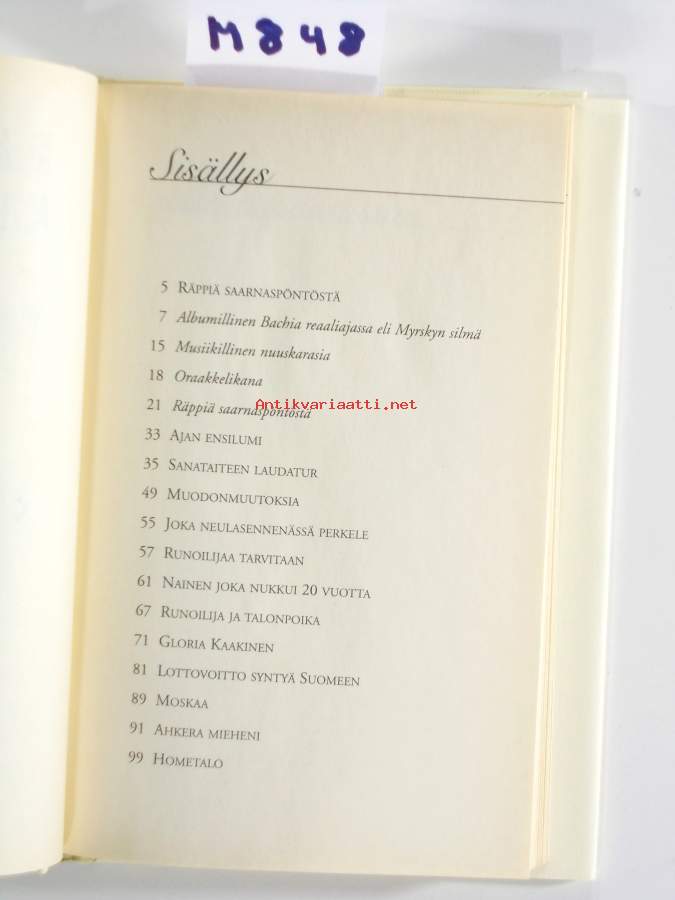 M848
Sisällys
5 Räppiä saarnaspöntöstä
7 Albumillinen Bachia reaaliajassa eli Myrskyn silmä
15 Musiikillinen nuuskarasia
18 Oraakkelikana
Antikvariaatti.net
21 Räppiä saarnaspöntöstä
33 Ajan ensilumi
35 Sanataiteen laudatur
49 Muodonmuutoksia
55 Joka neulasennenässä perkele
57 Runoilijaa tarvitaan
61 Nainen joka nukkui 20 vuotta
67 Runoilija ja talonpoika
71 Gloria Kaakinen
81 Lottovoitto syntyä Suomeen
89 Moskaa
91 Ahkera mieheni
99 Hometalo